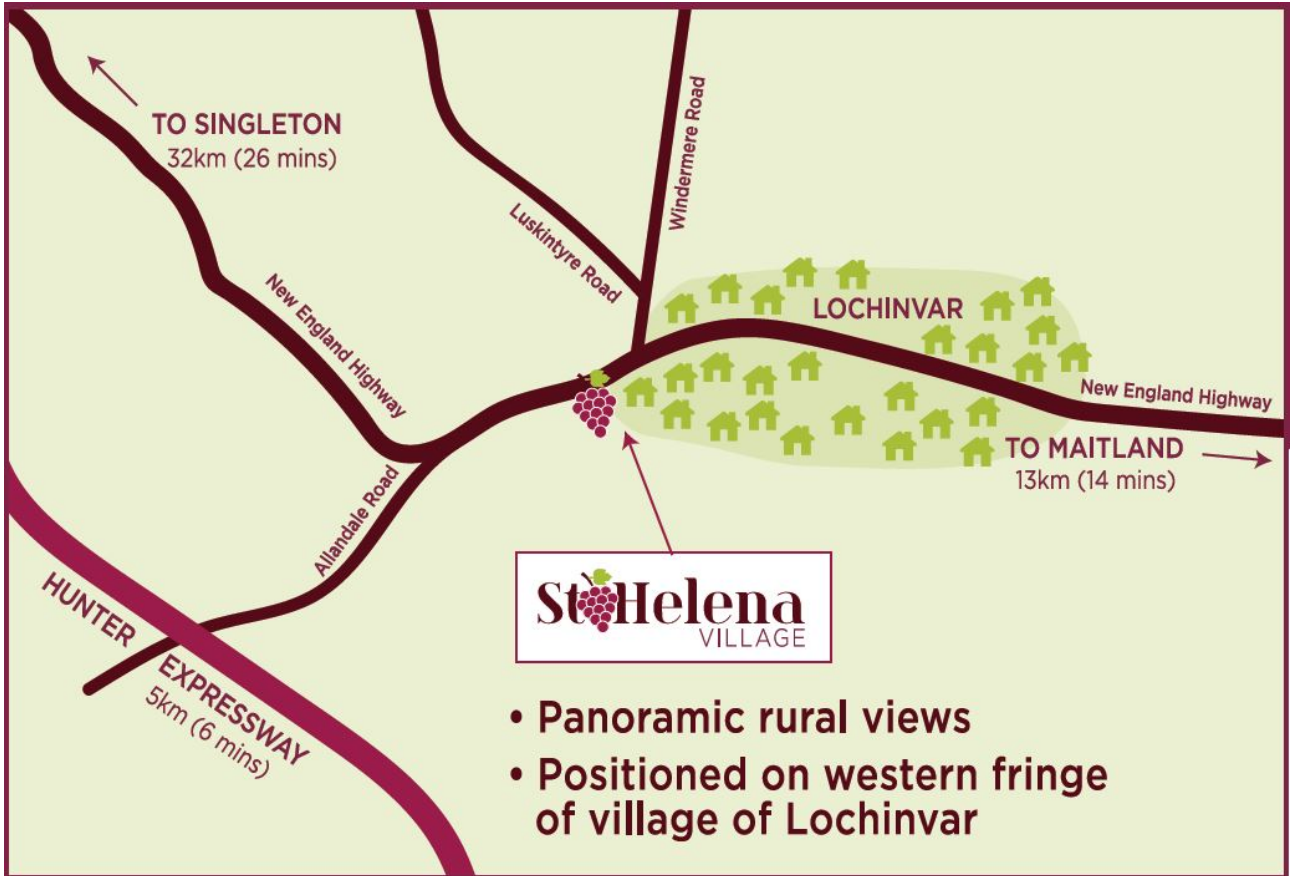 TO SINGLETON
32km (26 mins)
Luskintyre Road
Windermere Road
New England Highway
LOCHINVAR
New England Highway
TO MAITLAND
13km (14 mins)
Allandale Road
HUNTER EXPRESSWAY
5km (6 mins)
St Helena
VILLAGE
• Panoramic rural views
• Positioned on western fringe
of village of Lochinvar